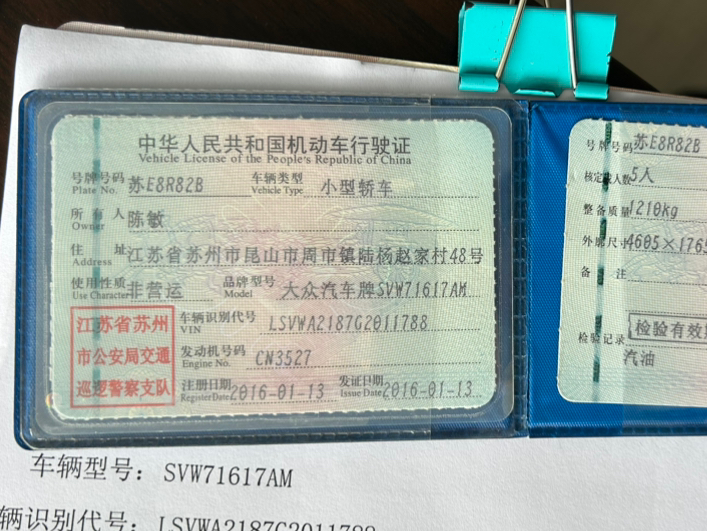 中华人民共和国机动车行驶证
Vehicle License of the People's Republic of China
号牌号码 苏E8R82B 车辆类型 小型轿车
Plate No. Vehicle Type
所有人 陈敏
Owner
住址 江苏省苏州市昆山市周市镇陆杨赵家村48号
Address
使用性质 非营运 品牌型号 大众汽车牌SVW71617AM
Use Character Model
江苏省苏州
市公安局交通
巡逻警察支队
车辆识别代号 LSVWA2187G2011788
VIN
发动机号码 CN3527
Engine No.
注册日期 2016-01-13 发证日期 2016-01-13
Register Date Issue Date
号牌号码 苏E8R82B
核定载人数 5人
整备质量 1210kg
外廓尺寸 4605×1765
备注
检验记录 检验有效期
汽油
车辆型号：SVW71617AM
辆识别代号：LSVWA2187G2011788